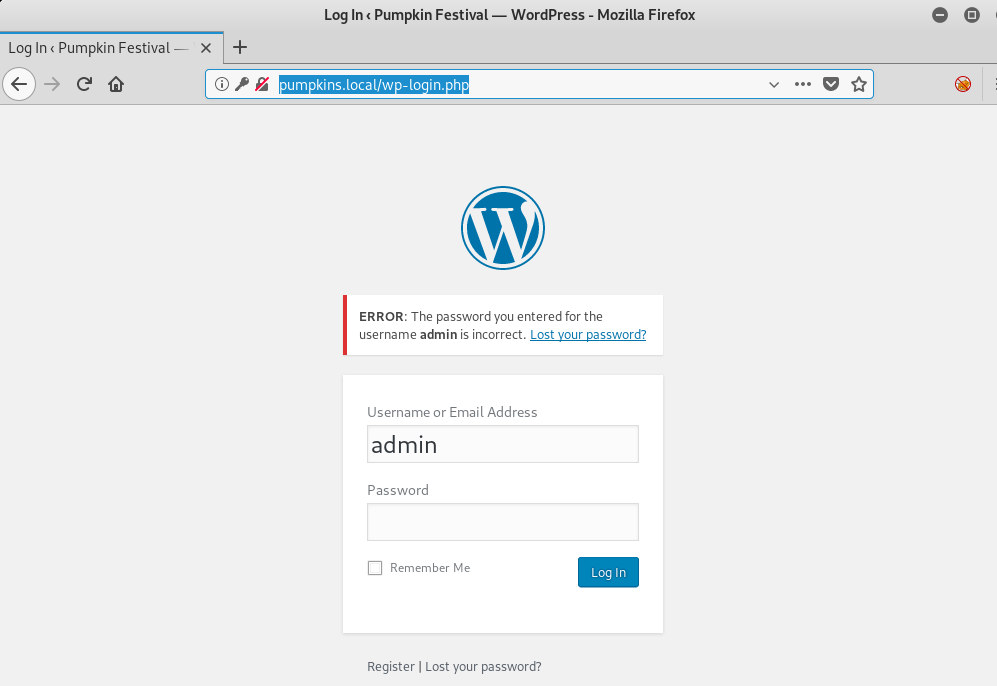 Log In ‹ Pumpkin Festival — WordPress - Mozilla Firefox
Log In ‹ Pumpkin Festival —
pumpkins.local/wp-login.php
ERROR: The password you entered for the
username admin is incorrect. Lost your password?
Username or Email Address
admin
Password
Remember Me
Log In
Register | Lost your password?